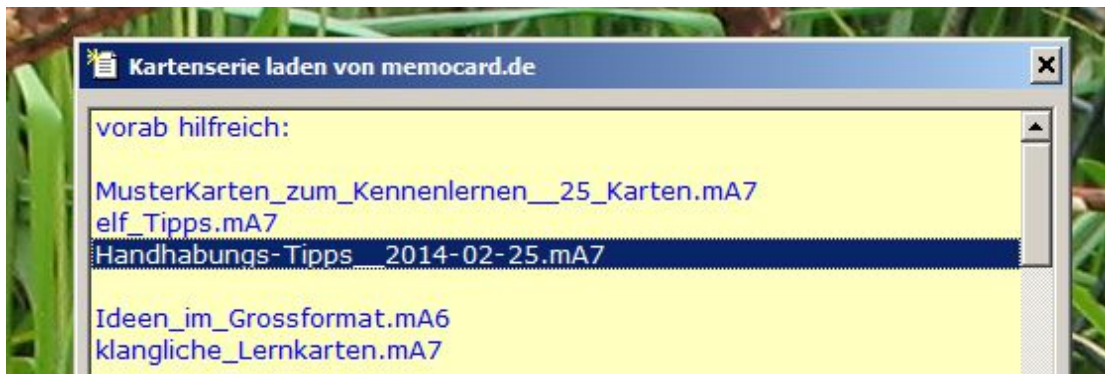 Kartenserie laden von memocard.de
vorab hilfreich:
MusterKarten_zum_Kennenlernen__25_Karten.mA7
elf_Tipps.mA7
Handhabungs-Tipps__2014-02-25.mA7
Ideen_im_Grossformat.mA6
klangliche_Lernkarten.mA7